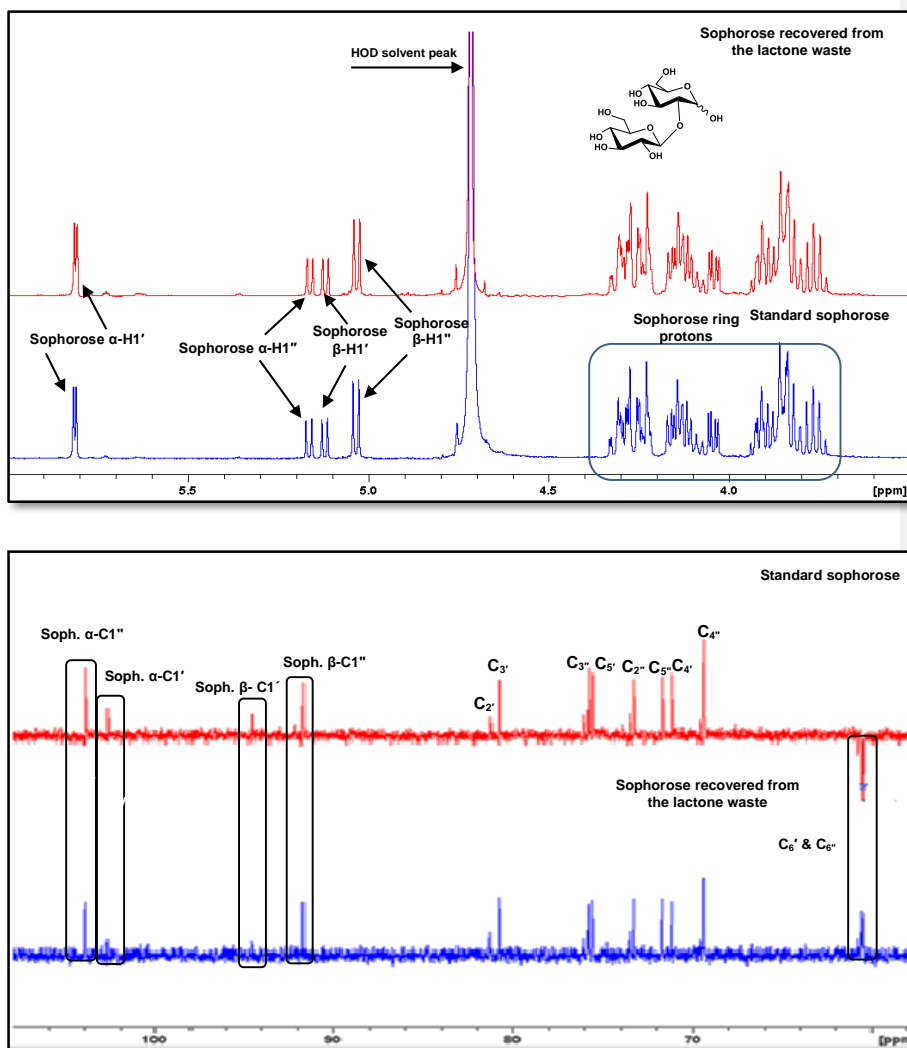 Sophorose recovered from
the lactone waste
HOD solvent peak
OH
O
HO
HO
OH
OH
O
O
HO
HO
OH
Sophorose α-H1′
Sophorose α-H1″
Sophorose
β-H1′
Sophorose
β-H1"
Sophorose ring
protons
Standard sophorose
5.5
5.0
4.5
4.0
[ppm]
Standard sophorose
Soph. α-C1"
Soph. α-C1′
Soph. β- C1´
Soph. β-C1"
C2′
C3′
C3″
C5′
C2″
C5″
C4′
C4″
Sophorose recovered from
the lactone waste
C6′ & C6″
100
90
80
70
[ppm